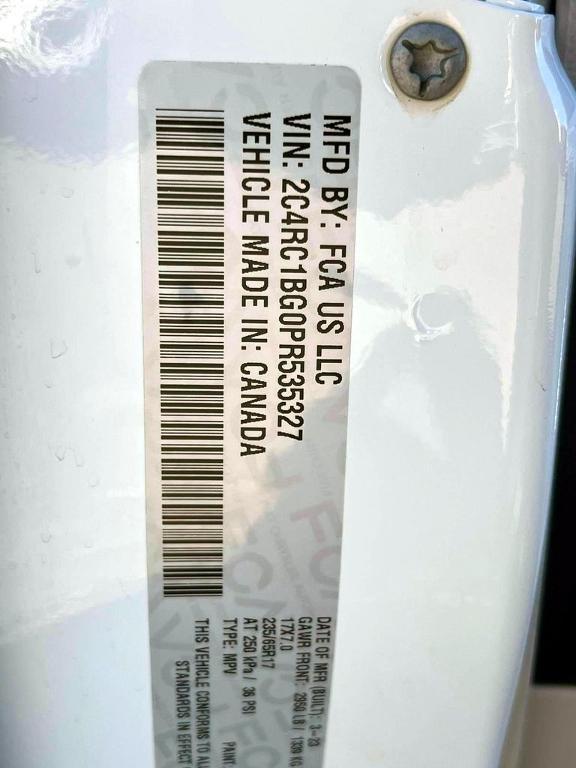 MFD BY: FCA US LLC
VIN: 2C4RC1BG0PR535327
VEHICLE MADE IN: CANADA
DATE OF MFR (BUILT): 3-23
GAWR FRONT: 2950 LB / 1339 KG
17X7.0
235/65R17
AT 250 kPa / 36 PSI
TYPE: MPV
PAINT:
THIS VEHICLE CONFORMS TO AL
STANDARDS IN EFFECT